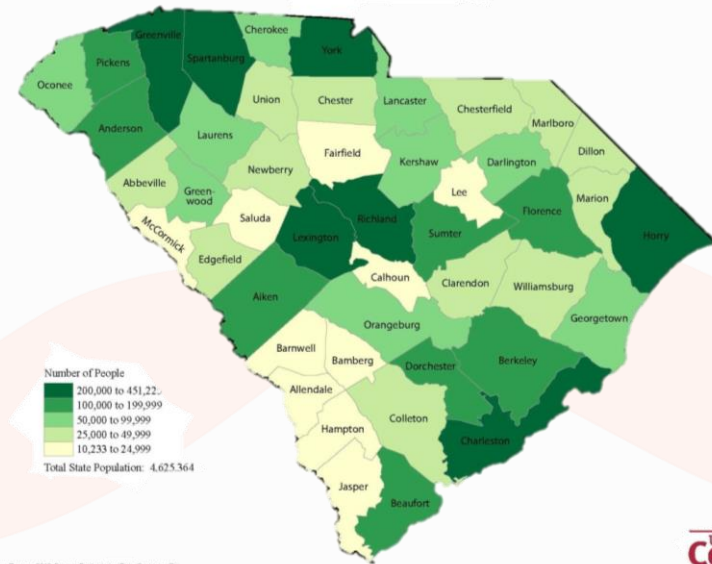 Cherokee
Greenville
York
Spartanburg
Pickens
Oconee
Union
Chester
Lancaster
Chesterfield
Marlboro
Anderson
Laurens
Dillon
Fairfield
Kershaw
Darlington
Newberry
Abbeville
Green-
wood
Lee
Marion
Saluda
Richland
Florence
McCormick
Lexington
Sumter
Horry
Edgefield
Calhoun
Clarendon
Williamsburg
Aiken
Georgetown
Orangeburg
Barnwell
Bamberg
Dorchester
Berkeley
Number of People
200,000 to 451,22
100,000 to 199,999
50,000 to 99,999
25,000 to 49,999
10,233 to 24,999
Total State Population: 4,625.364
Allendale
Colleton
Hampton
Charleston
Jasper
Beaufort